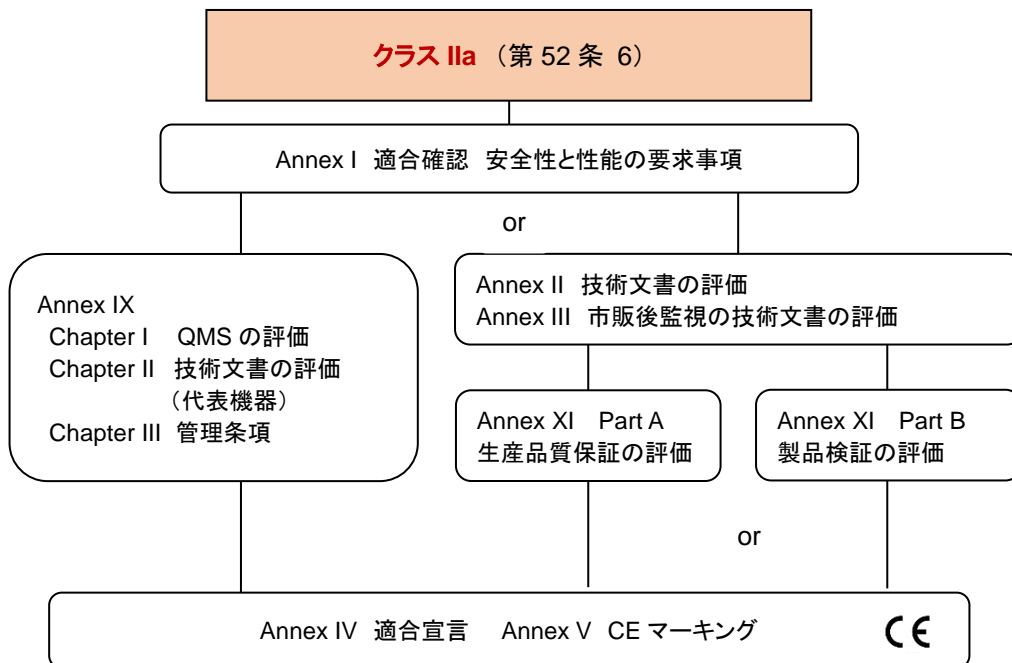 クラス IIa （第 52 条 6）
Annex I 適合確認 安全性と性能の要求事項
or
Annex IX
Chapter I QMS の評価
Chapter II 技術文書の評価
（代表機器）
Chapter III 管理条項
Annex II 技術文書の評価
Annex III 市販後監視の技術文書の評価
Annex XI Part A
生産品質保証の評価
Annex XI Part B
製品検証の評価
or
Annex IV 適合宣言 Annex V CE マーキング
CE